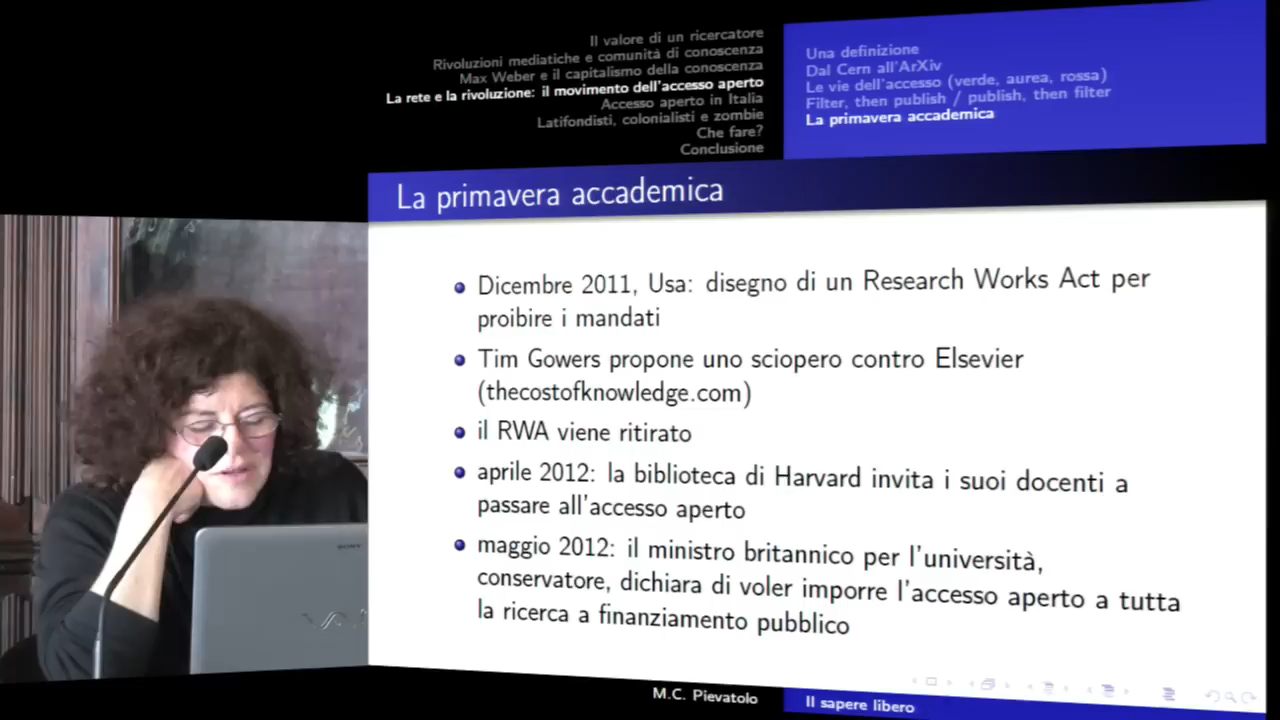 Il valore di un ricercatore
Rivoluzioni mediatiche e comunità di conoscenza
Max Weber e il capitalismo della conoscenza
La rete e la rivoluzione: il movimento dell'accesso aperto
Accesso aperto in Italia
Latifondisti, colonialisti e zombie
Che fare?
Conclusione
Una definizione
Dal Cern all'ArXiv
Le vie dell'accesso (verde, aurea, rossa)
Filter, then publish / publish, then filter
La primavera accademica
La primavera accademica
Dicembre 2011, Usa: disegno di un Research Works Act per
proibire i mandati
Tim Gowers propone uno sciopero contro Elsevier
(thecostofknowledge.com)
il RWA viene ritirato
aprile 2012: la biblioteca di Harvard invita i suoi docenti a
passare all'accesso aperto
maggio 2012: il ministro britannico per l'università,
conservatore, dichiara di voler imporre l'accesso aperto a tutta
la ricerca a finanziamento pubblico
SONY
VAIO
M.C. Pievatolo
Il sapere libero